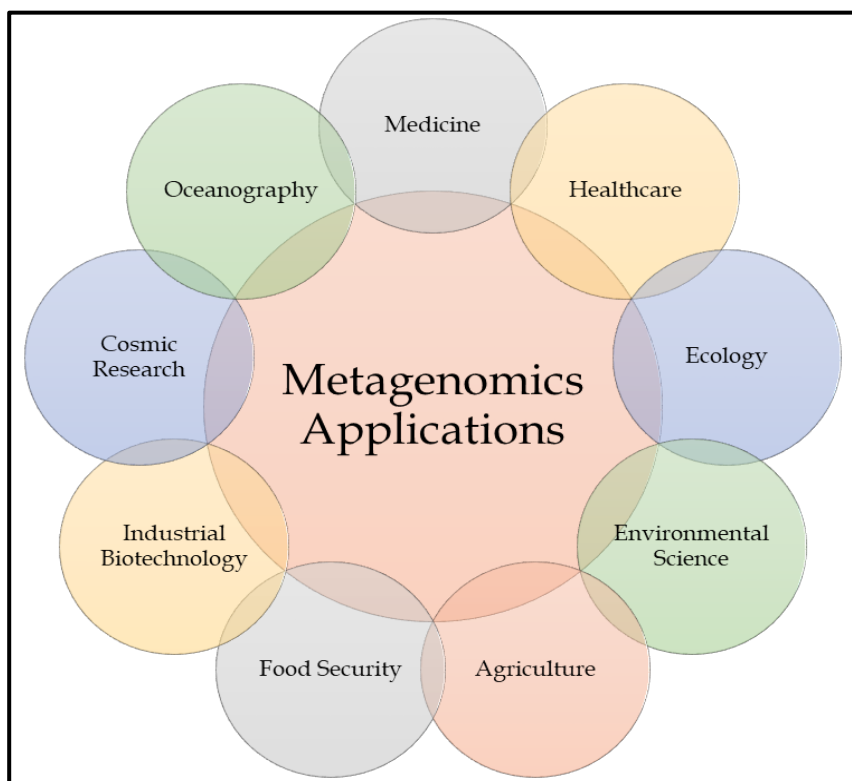 Medicine
Healthcare
Ecology
Environmental
Science
Agriculture
Food Security
Industrial
Biotechnology
Cosmic
Research
Oceanography
Metagenomics
Applications